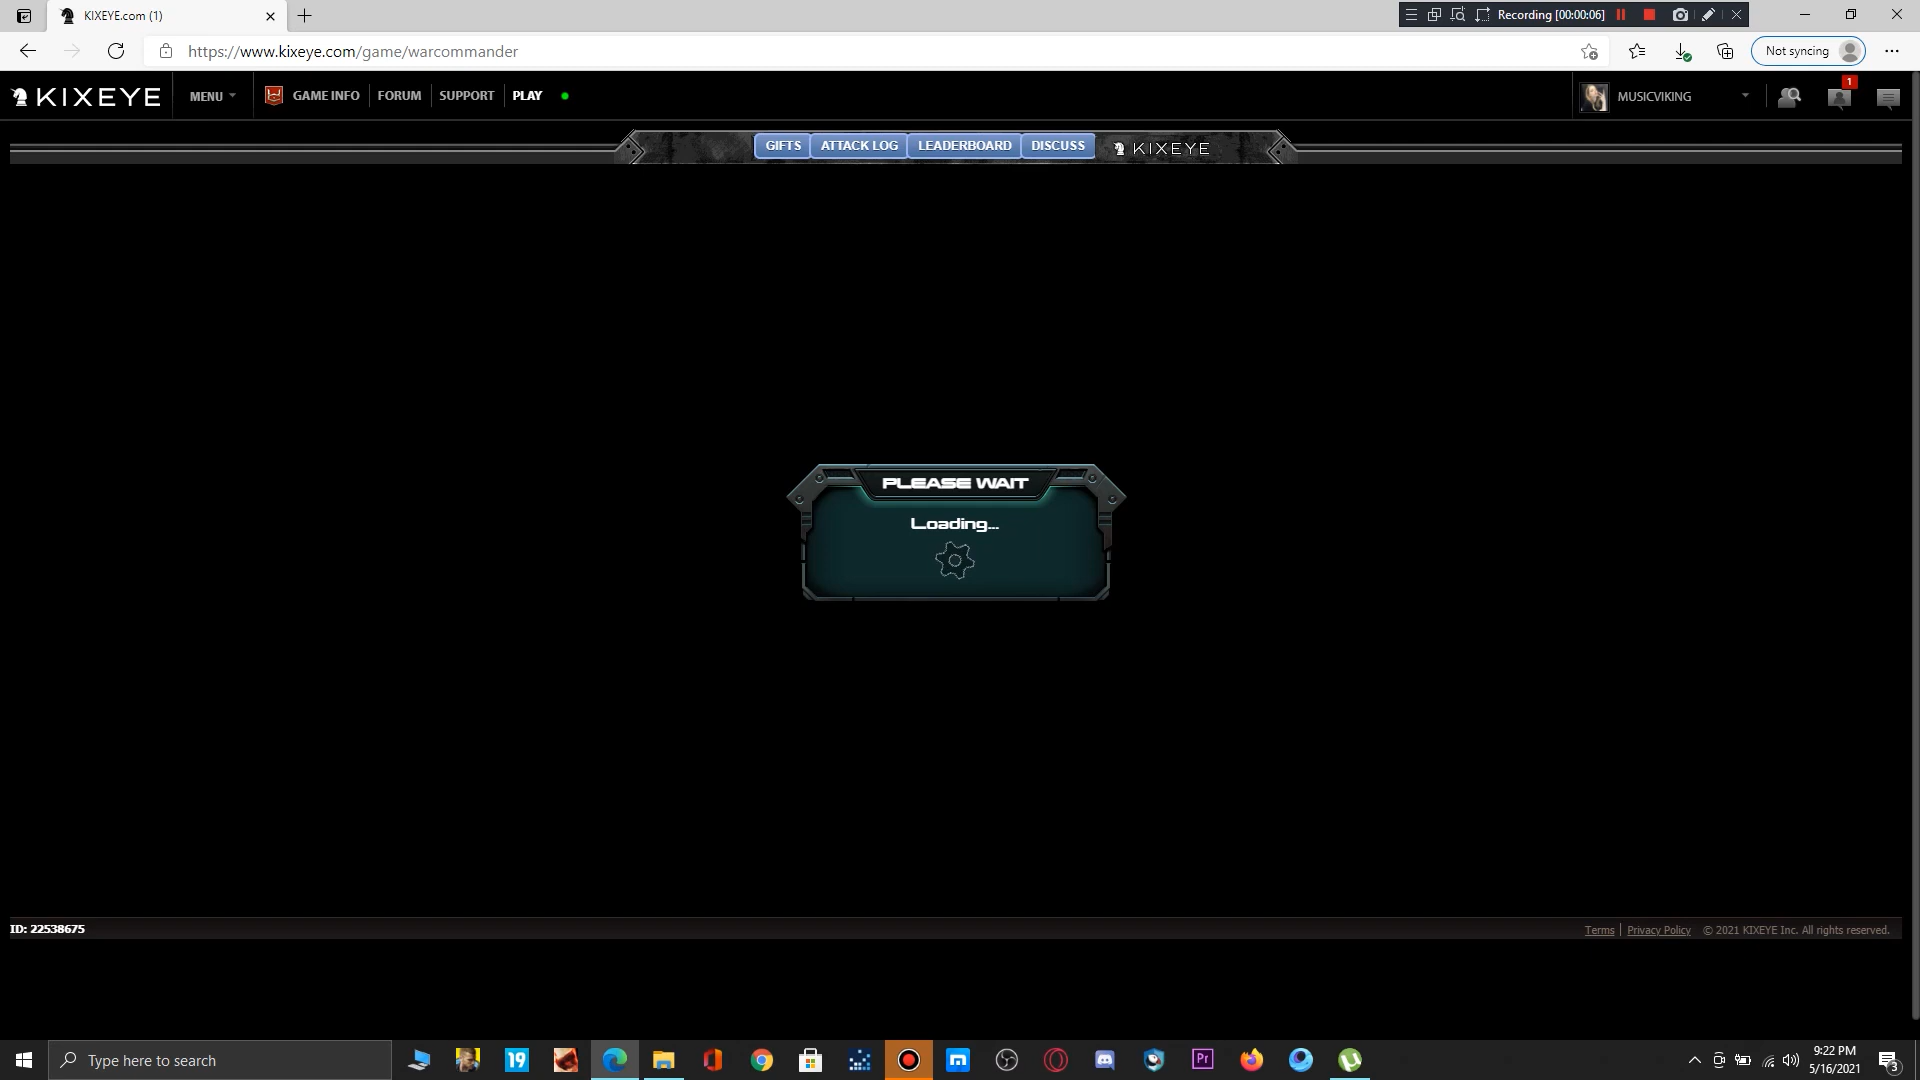 KIXEYE.com (1)
Recording [00:00:06]
https://www.kixeye.com/game/warcommander
Not syncing
KIXEYE
MENU
GAME INFO
FORUM
SUPPORT
PLAY
MUSICVIKING
1
GIFTS
ATTACK LOG
LEADERBOARD
DISCUSS
KIXEYE
PLEASE WAIT
Loading...
ID: 22538675
Terms
Privacy Policy
© 2021 KIXEYE Inc. All rights reserved.
Type here to search
19
Pr
9:22 PM
5/16/2021
3